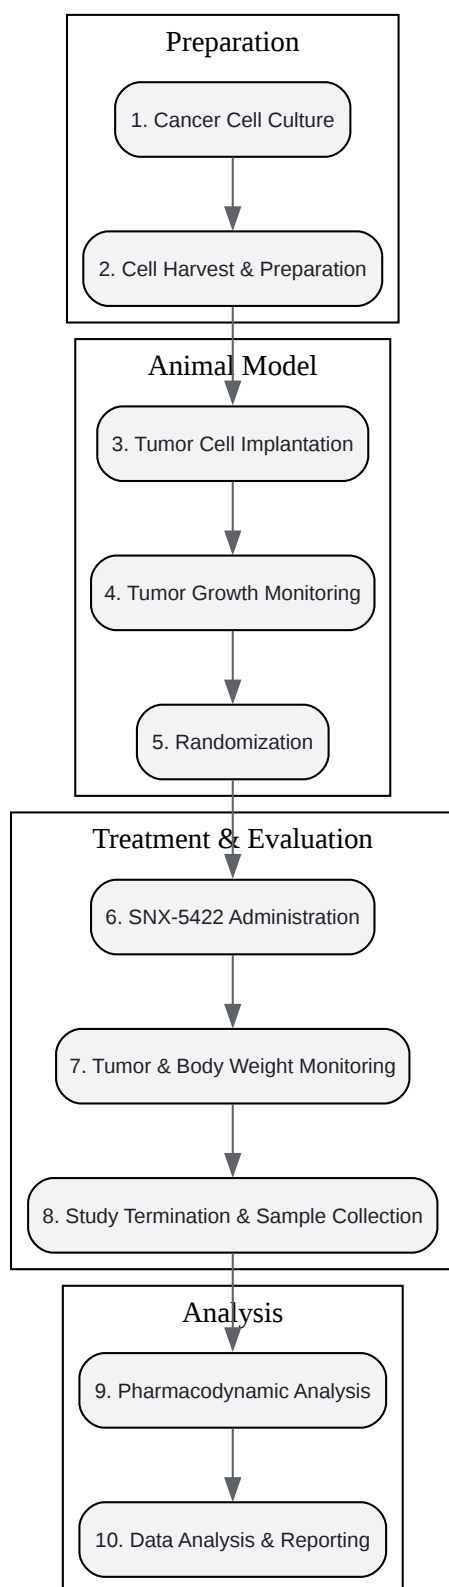 Preparation
1. Cancer Cell Culture
2. Cell Harvest & Preparation
Animal Model
3. Tumor Cell Implantation
4. Tumor Growth Monitoring
5. Randomization
Treatment & Evaluation
6. SNX-5422 Administration
7. Tumor & Body Weight Monitoring
8. Study Termination & Sample Collection
Analysis
9. Pharmacodynamic Analysis
10. Data Analysis & Reporting